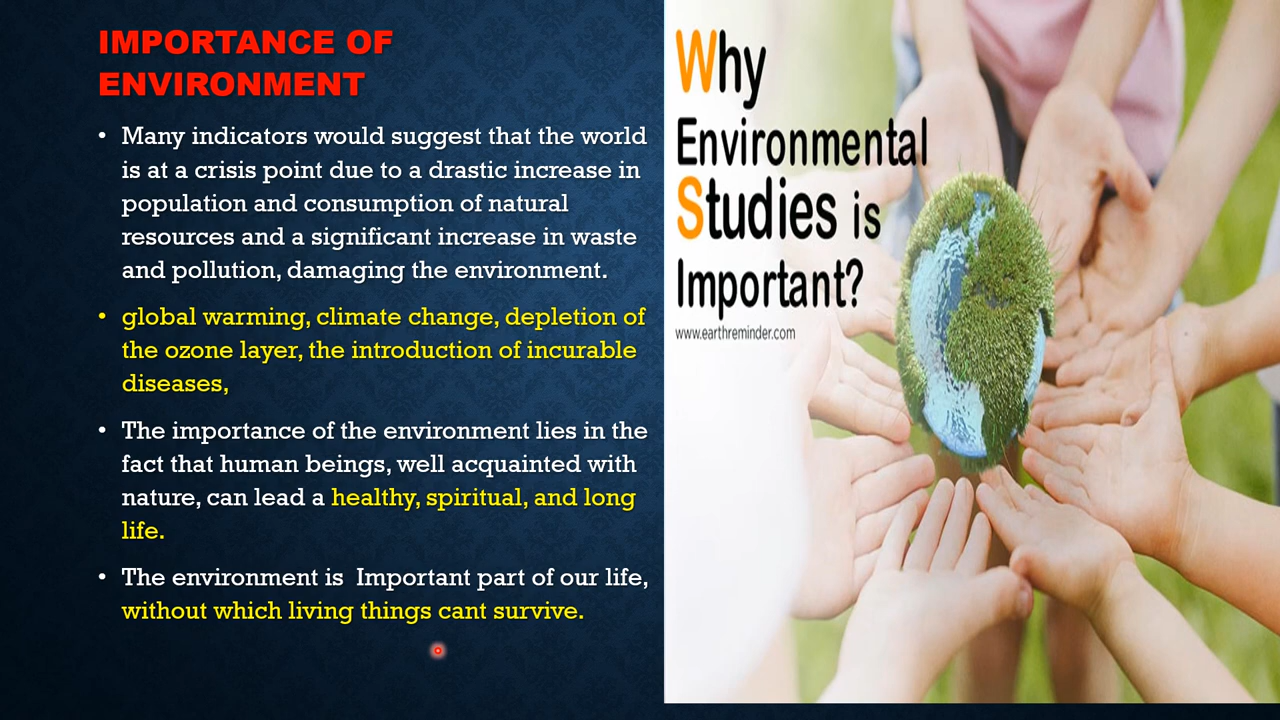 IMPORTANCE OF
ENVIRONMENT
• Many indicators would suggest that the world
is at a crisis point due to a drastic increase in
population and consumption of natural
resources and a significant increase in waste
and pollution, damaging the environment.
• global warming, climate change, depletion of
the ozone layer, the introduction of incurable
diseases,
• The importance of the environment lies in the
fact that human beings, well acquainted with
nature, can lead a healthy, spiritual, and long
life.
• The environment is  Important part of our life,
without which living things cant survive.
Why
Environmental
Studies is
Important?
www.earthreminder.com